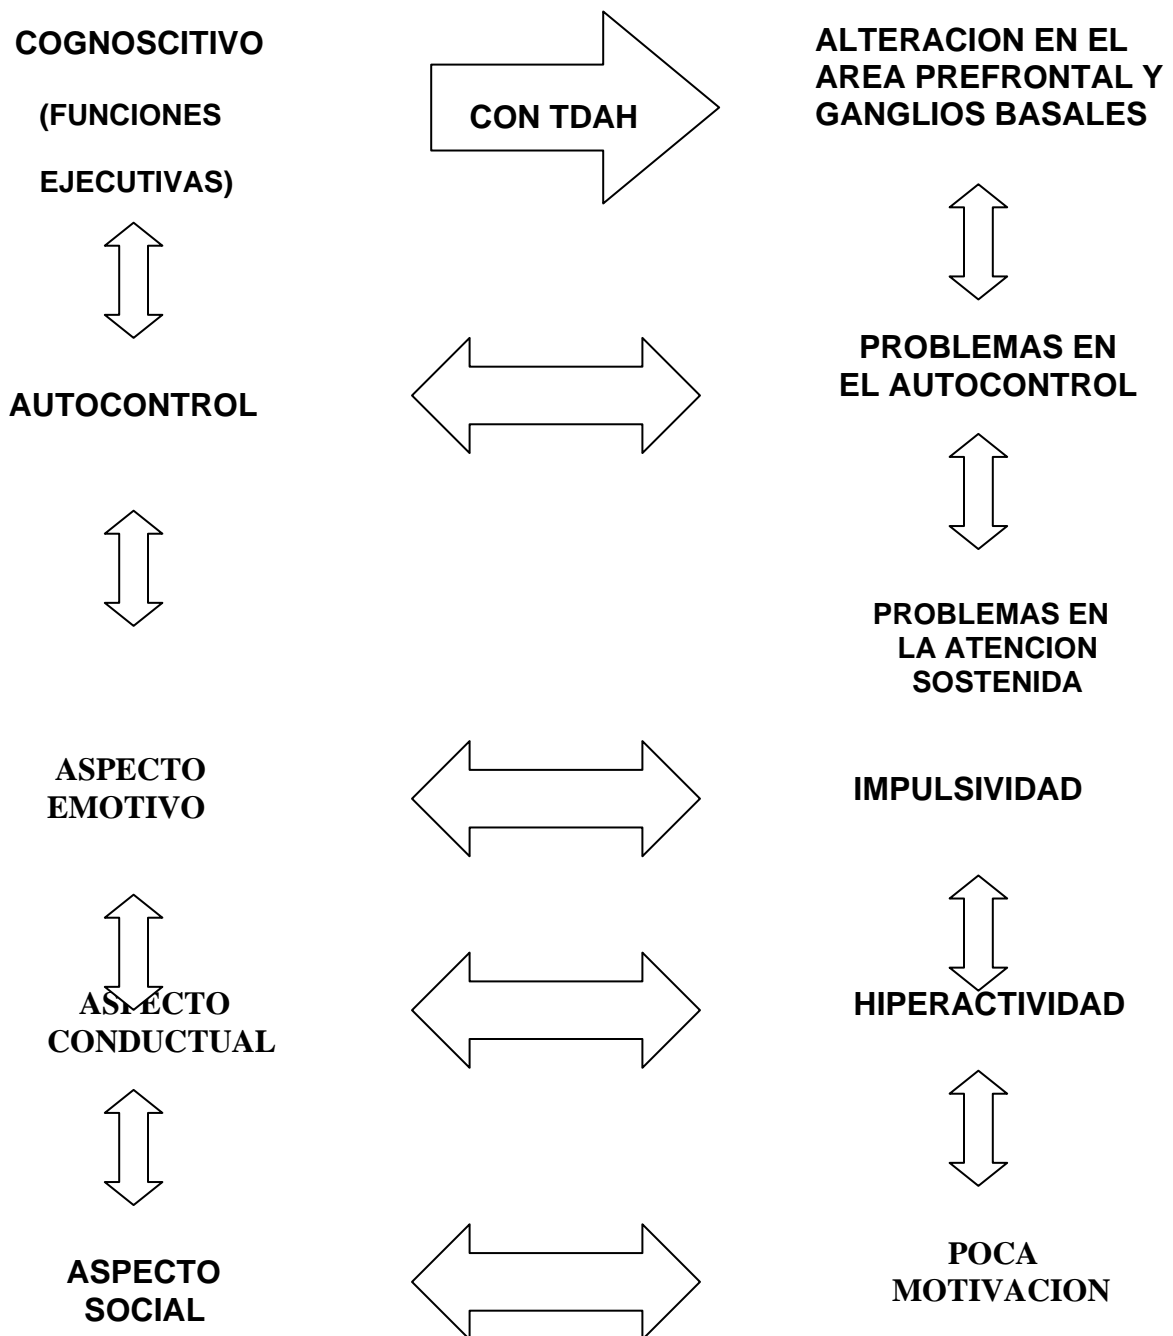 COGNOSCITIVO
(FUNCIONES
EJECUTIVAS)
CON TDAH
ALTERACION EN EL
AREA PREFRONTAL Y
GANGLIOS BASALES
AUTOCONTROL
PROBLEMAS EN
EL AUTOCONTROL
PROBLEMAS EN
LA ATENCION
SOSTENIDA
ASPECTO
EMOTIVO
IMPULSIVIDAD
ASPECTO
CONDUCTUAL
HIPERACTIVIDAD
ASPECTO
SOCIAL
POCA
MOTIVACION